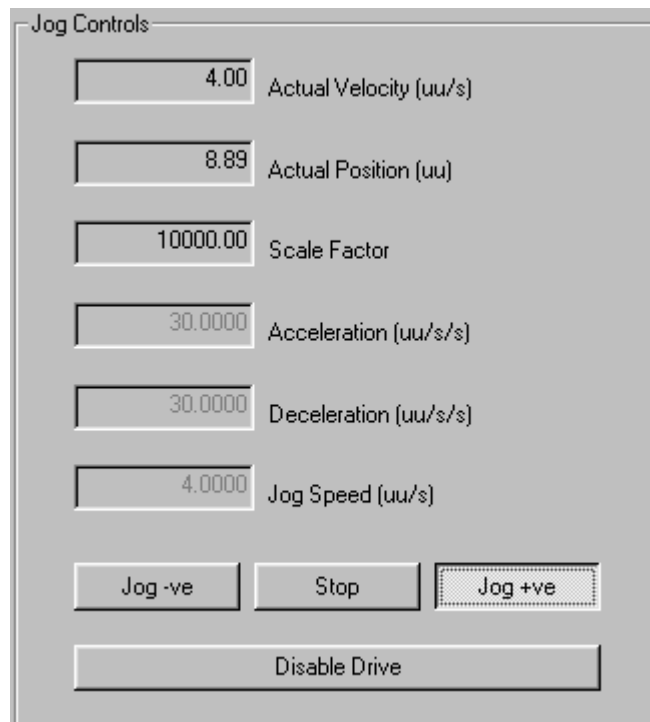 Jog Controls
4.00 Actual Velocity (uu/s)
8.89 Actual Position (uu)
10000.00 Scale Factor
30.0000 Acceleration (uu/s/s)
30.0000 Deceleration (uu/s/s)
4.0000 Jog Speed (uu/s)
Jog -ve Stop Jog +ve
Disable Drive